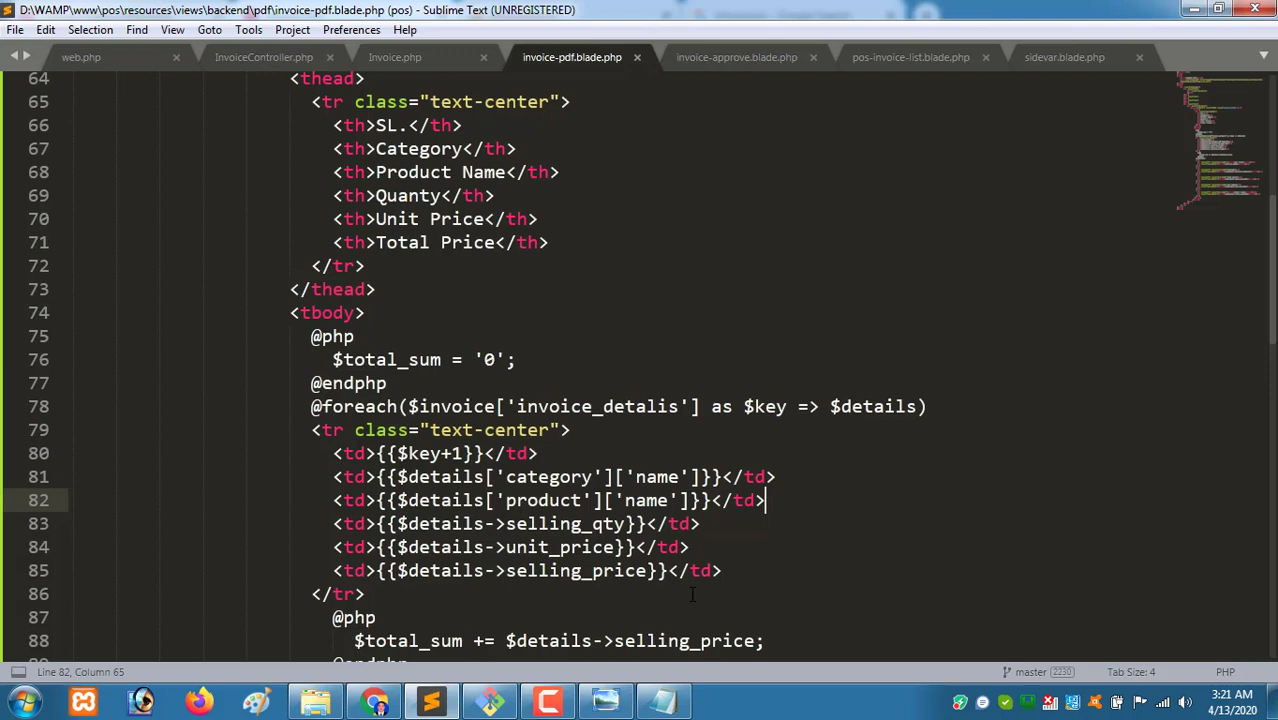 D:\WAMP\www\pos\resources\views\backend\pdf\invoice-pdf.blade.php (pos) - Sublime Text (UNREGISTERED)
File Edit Selection Find View Goto Tools Project Preferences Help
web.php InvoiceController.php Invoice.php invoice-pdf.blade.php invoice-approve.blade.php pos-invoice-list.blade.php sidevar.blade.php
64 <thead>
65 <tr class="text-center">
66 <th>SL.</th>
67 <th>Category</th>
68 <th>Product Name</th>
69 <th>Quanty</th>
70 <th>Unit Price</th>
71 <th>Total Price</th>
72 </tr>
73 </thead>
74 <tbody>
75 @php
76 $total_sum = '0';
77 @endphp
78 @foreach($invoice['invoice_detalis'] as $key => $details)
79 <tr class="text-center">
80 <td>{{$key+1}}</td>
81 <td>{{$details['category']['name']}}</td>
82 <td>{{$details['product']['name']}}</td>
83 <td>{{$details->selling_qty}}</td>
84 <td>{{$details->unit_price}}</td>
85 <td>{{$details->selling_price}}</td>
86 </tr>
87 @php
88 $total_sum += $details->selling_price;
Line 82, Column 65 master 2230 Tab Size: 4 PHP
3:21 AM
4/13/2020